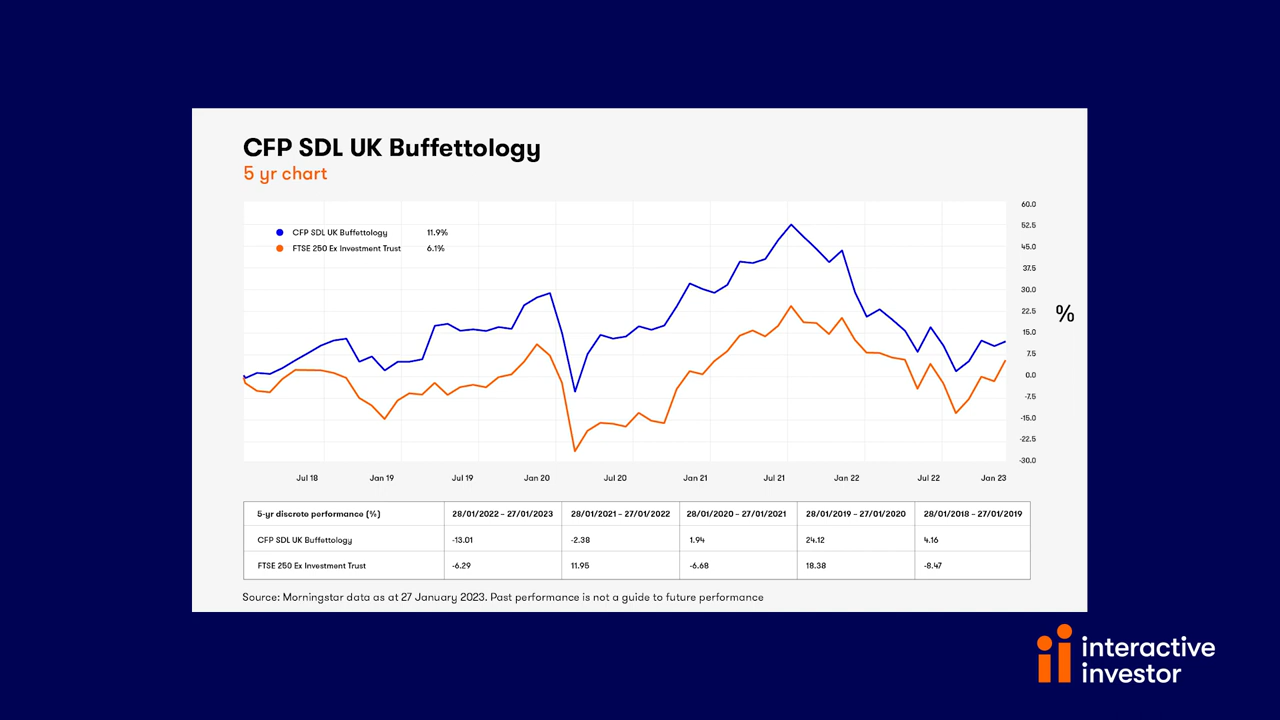 CFP SDL UK Buffettology
5 yr chart
CFP SDL UK Buffettology 11.9%
FTSE 250 Ex Investment Trust 6.1%
60.0
52.5
45.0
37.5
30.0
22.5
15.0
7.5
0.0
-7.5
-15.0
-22.5
-30.0
%
Jul 18 Jan 19 Jul 19 Jan 20 Jul 20 Jan 21 Jul 21 Jan 22 Jul 22 Jan 23
5-yr discrete performance (%) 28/01/2022 – 27/01/2023 28/01/2021 – 27/01/2022 28/01/2020 – 27/01/2021 28/01/2019 – 27/01/2020 28/01/2018 – 27/01/2019
CFP SDL UK Buffettology -13.01 -2.38 1.94 24.12 4.16
FTSE 250 Ex Investment Trust -6.29 11.95 -6.68 18.38 -8.47
Source: Morningstar data as at 27 January 2023. Past performance is not a guide to future performance
interactive
investor